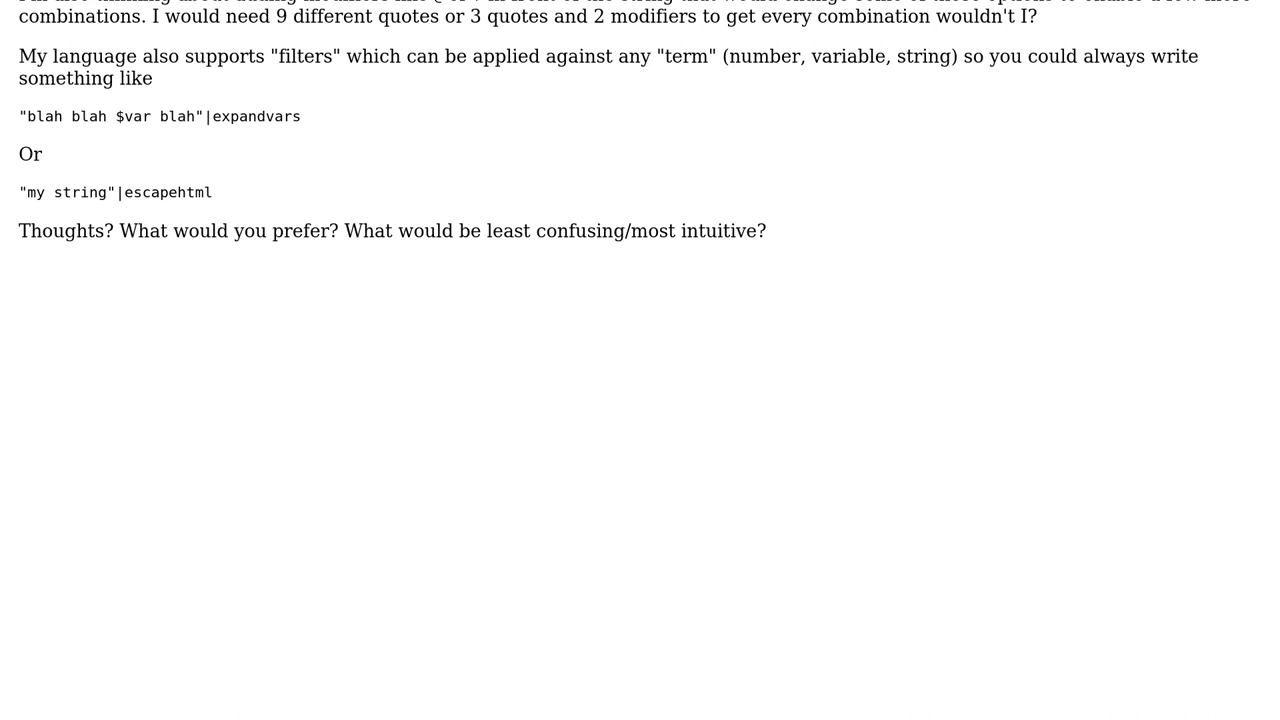 combinations. I would need 9 different quotes or 3 quotes and 2 modifiers to get every combination wouldn't I?
My language also supports "filters" which can be applied against any "term" (number, variable, string) so you could always write
something like
"blah blah $var blah"|expandvars
Or
"my string"|escapehtml
Thoughts? What would you prefer? What would be least confusing/most intuitive?